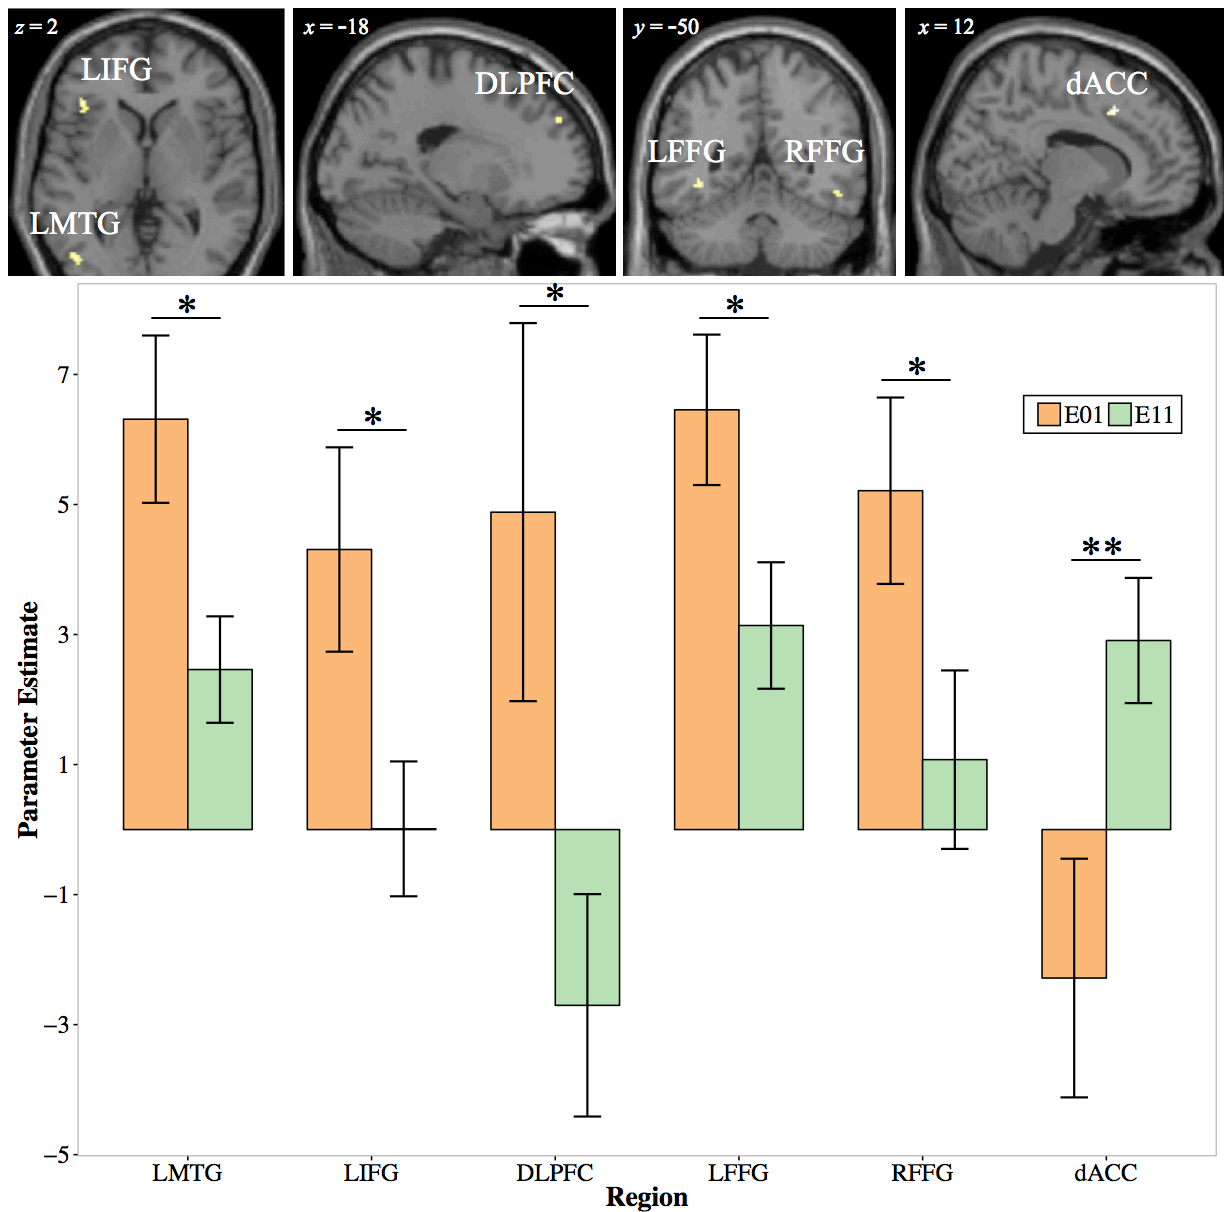 z = 2
x = -18
y = -50
x = 12
LIFG
DLPFC
dACC
LFFG
RFFG
LMTG
*
*
*
*
*
**
7
5
3
1
−1
−3
−5
E01
E11
Parameter Estimate
LMTG
LIFG
DLPFC
LFFG
RFFG
dACC
Region